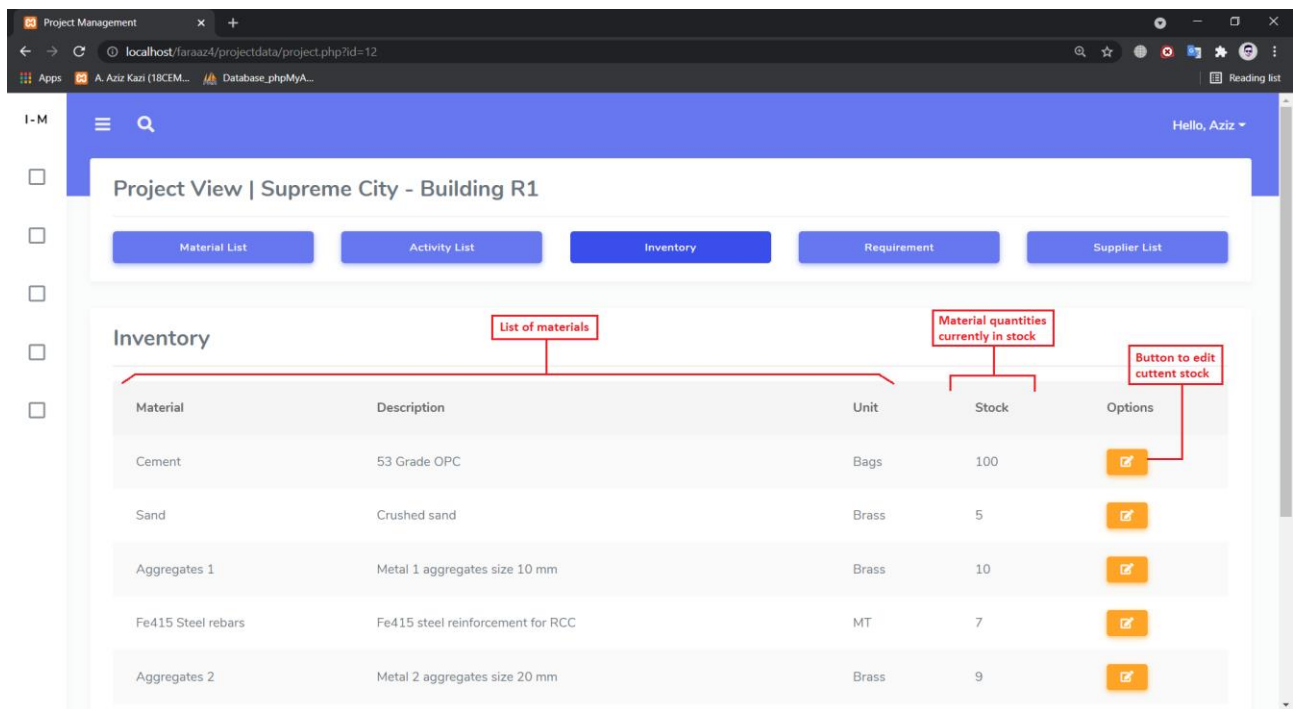 Project Management
localhost/faraaz4/projectdata/project.php?id=12
Apps A. Aziz Kazi (18CEM... Database_phpMyA... Reading list
I-M
Hello, Aziz
Project View | Supreme City - Building R1
Material List Activity List Inventory Requirement Supplier List
Inventory
List of materials
Material quantities
currently in stock
Button to edit
cuttent stock
Material Description Unit Stock Options
Cement 53 Grade OPC Bags 100
Sand Crushed sand Brass 5
Aggregates 1 Metal 1 aggregates size 10 mm Brass 10
Fe415 Steel rebars Fe415 steel reinforcement for RCC MT 7
Aggregates 2 Metal 2 aggregates size 20 mm Brass 9